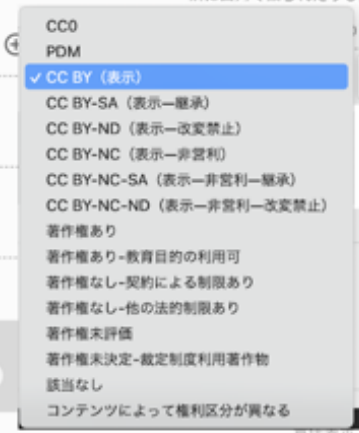 CC0
PDM
✓ CC BY（表示）
CC BY-SA（表示—継承）
CC BY-ND（表示—改変禁止）
CC BY-NC（表示—非営利）
CC BY-NC-SA（表示—非営利—継承）
CC BY-NC-ND（表示—非営利—改変禁止）
著作権あり
著作権あり-教育目的の利用可
著作権なし-契約による制限あり
著作権なし-他の法的制限あり
著作権未評価
著作権未決定-裁定制度利用著作物
該当なし
コンテンツによって権利区分が異なる